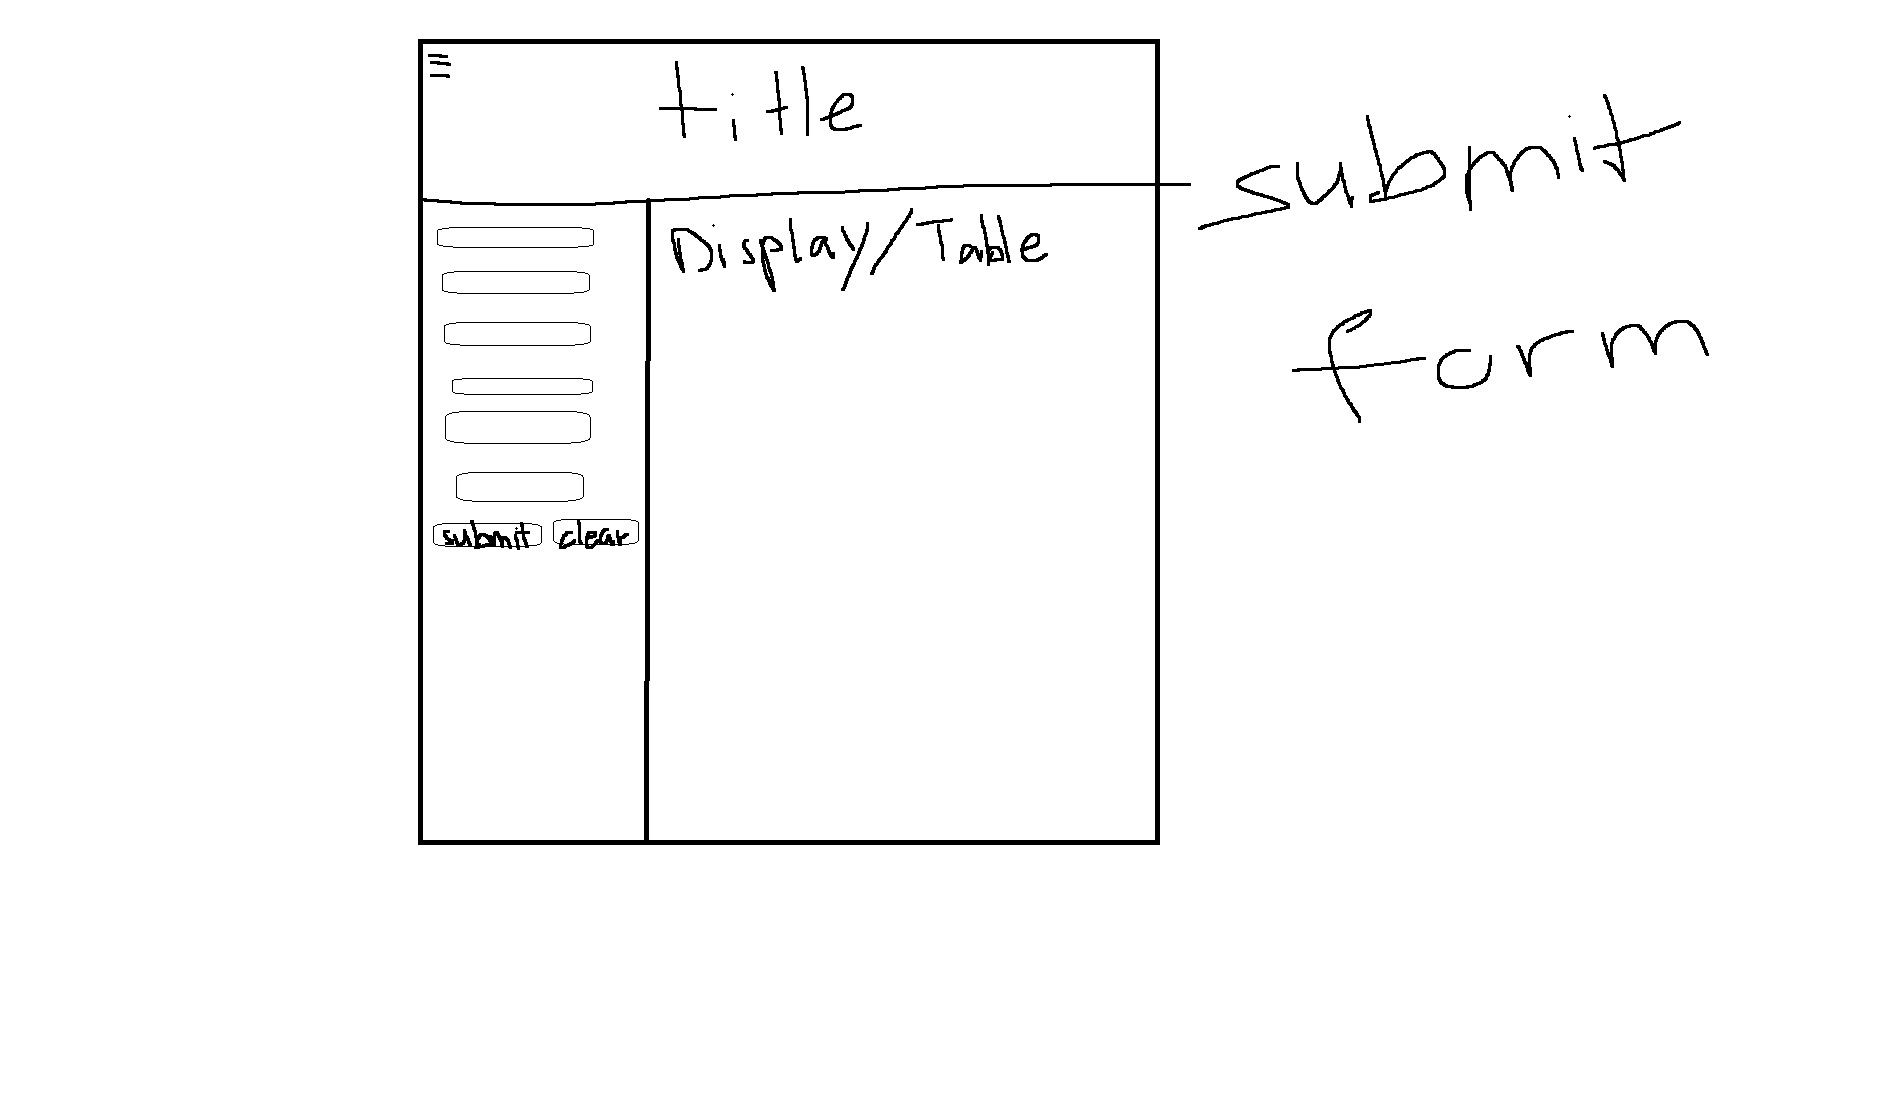 title
submit
form
Display/Table
submit clear